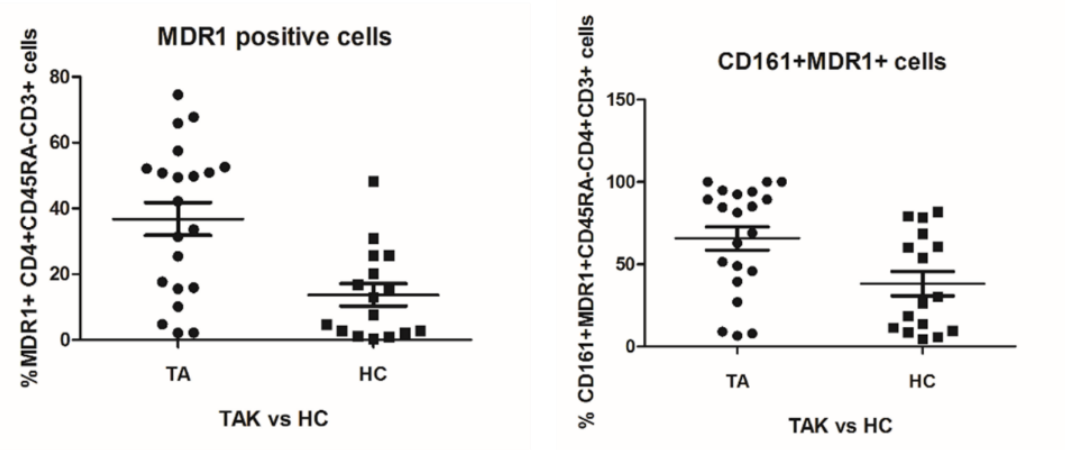 MDR1 positive cells
%MDR1+ CD4+CD45RA-CD3+ cells
80
60
40
20
0
TA
HC
TAK vs HC
CD161+MDR1+ cells
% CD161+MDR1+CD45RA-CD4+CD3+ cells
150
100
50
0
TA
HC
TAK vs HC